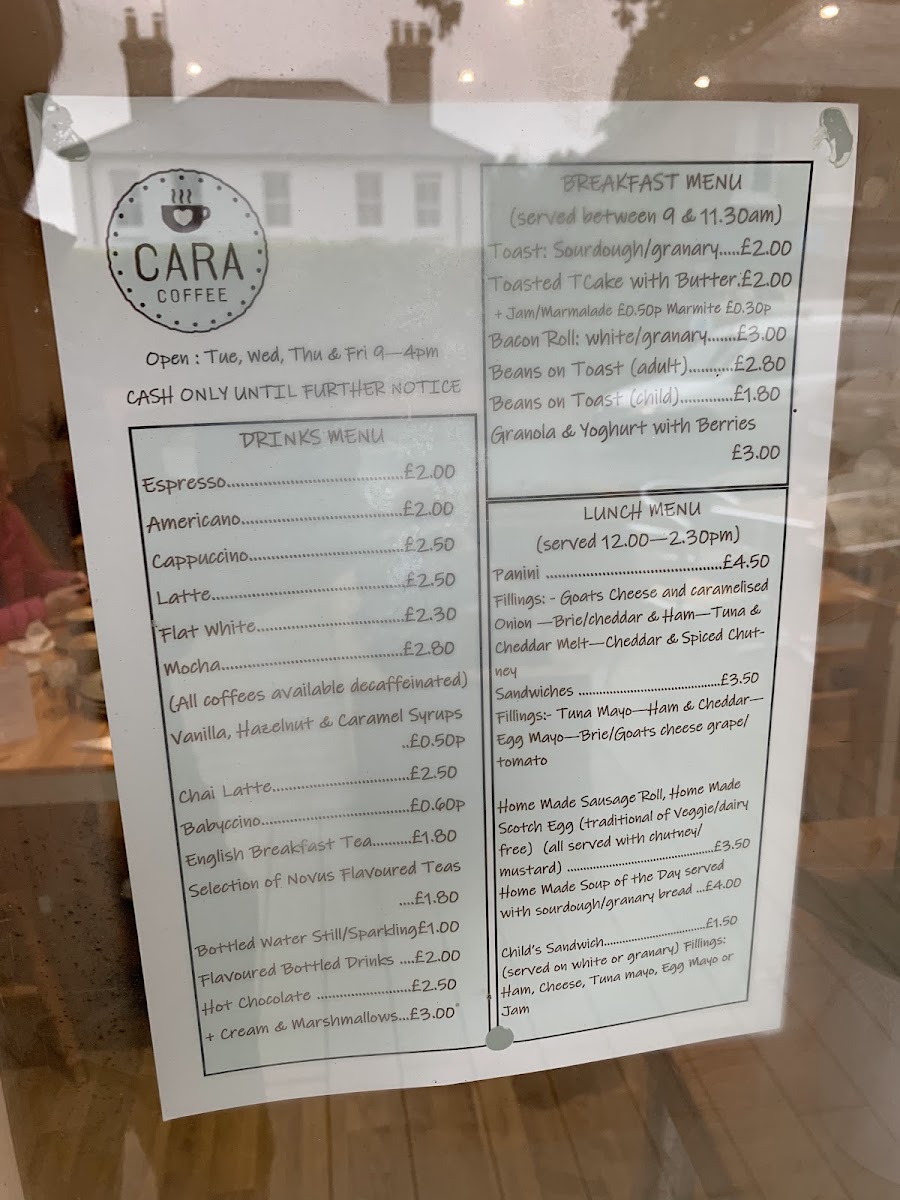 CARA
COFFEE
Open : Tue, Wed, Thu & Fri 9—4pm
CASH ONLY UNTIL FURTHER NOTICE
DRINKS MENU
Espresso...............................£2.00
Americano............................£2.00
Cappuccino...........................£2.50
Latte..................................£2.50
Flat White..........................£2.30
Mocha................................£2.80
(All coffees available decaffeinated)
Vanilla, Hazelnut & Caramel Syrups
..£0.50p
Chai Latte........................£2.50
Babyccino..........................£0.60p
English Breakfast Tea.........£1.80
Selection of Novus Flavoured Teas
....£1.80
Bottled Water Still/Sparkling£1.00
Flavoured Bottled Drinks ....£2.00
Hot Chocolate ...................£2.50
+ Cream & Marshmallows...£3.00
BREAKFAST MENU
(served between 9 & 11.30am)
Toast: Sourdough/granary.....£2.00
Toasted TCake with Butter.£2.00
+ Jam/Marmalade £0.50p Marmite £0.30p
Bacon Roll: white/granary.......£3.00
Beans on Toast (adult)...........£2.80
Beans on Toast (child)............£1.80
Granola & Yoghurt with Berries
£3.00
LUNCH MENU
(served 12.00—2.30pm)
Panini ..................................£4.50
Fillings: - Goats Cheese and caramelised
Onion —Brie/cheddar & Ham—Tuna &
Cheddar Melt—Cheddar & Spiced Chut-
ney
Sandwiches ...............................£3.50
Fillings:- Tuna Mayo—Ham & Cheddar—
Egg Mayo—Brie/Goats cheese grape/
tomato
Home Made Sausage Roll, Home Made
Scotch Egg (traditional of Veggie/dairy
free) (all served with chutney/
mustard) ................................£3.50
Home Made Soup of the Day served
with sourdough/granary bread ...£4.00
Child's Sandwich........................£1.50
(served on white or granary) Fillings:
Ham, Cheese, Tuna mayo, Egg Mayo or
Jam